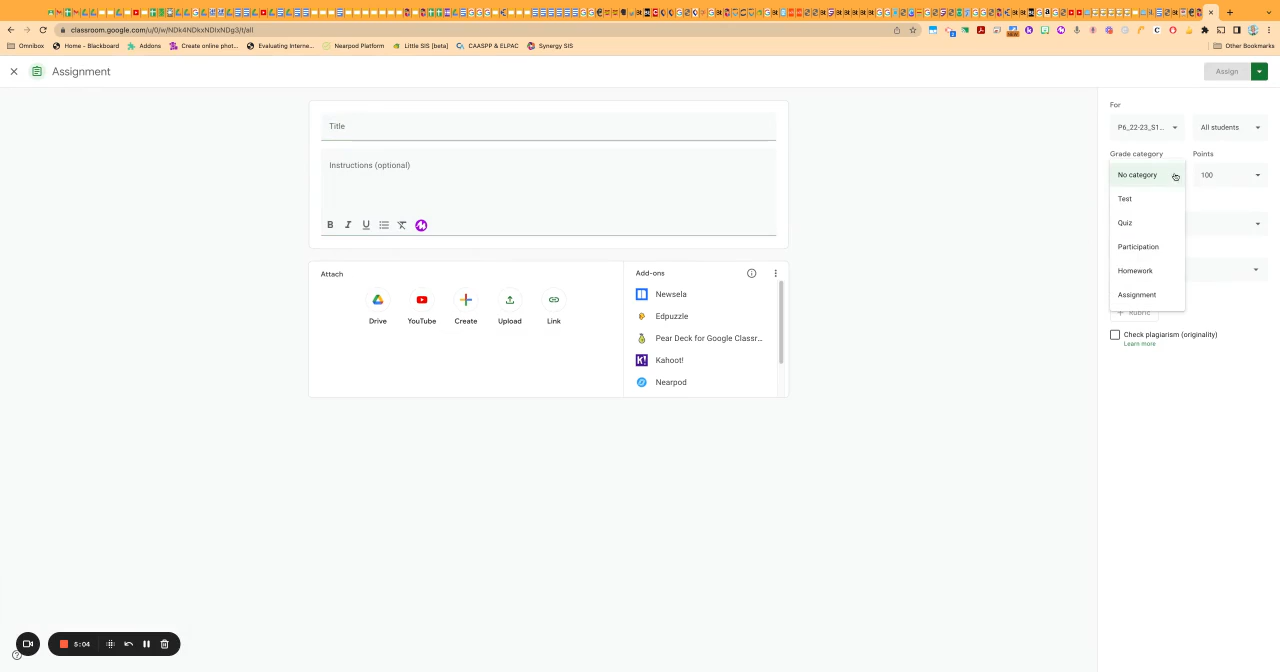 classroom.google.com/u/0/w/NDk4NDkxNDIxNDg3/t/all
NEW
Omnibox
Home - Blackboard
Addons
Create online phot...
Evaluating Interne...
Nearpod Platform
Little SIS [beta]
CAASPP & ELPAC
Synergy SIS
Other Bookmarks
Assignment
Assign
Title
Instructions (optional)
B I U
Attach
Drive
YouTube
Create
Upload
Link
Add-ons
Newsela
Edpuzzle
Pear Deck for Google Classr...
K! Kahoot!
Nearpod
For
P6_22-23_S1...
All students
Grade category
Points
No category
100
Test
Quiz
Participation
Homework
Assignment
+ Rubric
Check plagiarism (originality)
Learn more
5:04